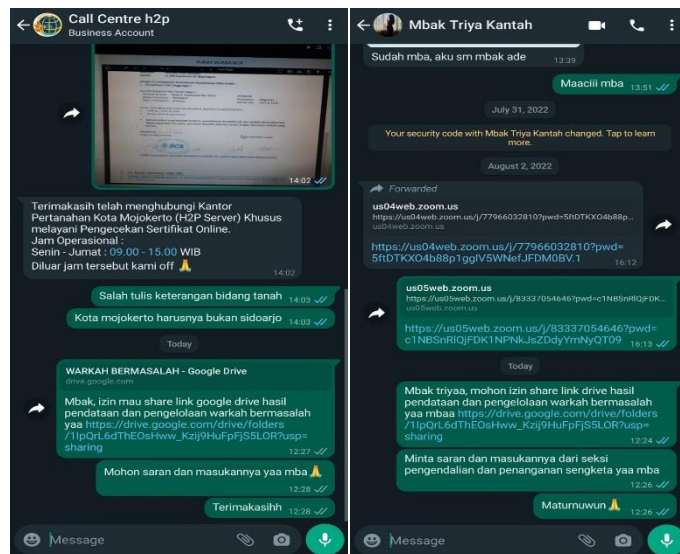 Call Centre h2p
Business Account
14:02
Terimakasih telah menghubungi Kantor
Pertanahan Kota Mojokerto (H2P Server) Khusus
melayani Pengecekan Sertifikat Online.
Jam Operasional :
Senin - Jumat : 09.00 - 15.00 WIB
Diluar jam tersebut kami off 🙏
14:02
Salah tulis keterangan bidang tanah 14:03
Kota mojokerto harusnya bukan sidoarjo 14:03
Today
WARKAH BERMASALAH - Google Drive
drive.google.com
Mbak, izin mau share link google drive hasil
pendataan dan pengelolaan warkah bermasalah
yaa https://drive.google.com/drive/folders
/1IpQrL6dThEOsHww_Kzij9HuFpFjS5LOR?usp=
sharing 12:27
Mohon saran dan masukannya yaa mba 🙏
12:28
Terimakasihh 12:28
Message
Mbak Triya Kantah
Sudah mba, aku sm mbak ade 13:39
Maaciii mba 13:51
July 31, 2022
Your security code with Mbak Triya Kantah changed. Tap to learn
more.
August 2, 2022
Forwarded
us04web.zoom.us
https://us04web.zoom.us/j/77966032810?pwd=5ftDTKXO4b88p...
us04web.zoom.us
https://us04web.zoom.us/j/77966032810?pwd=
5ftDTKXO4b88p1ggIV5WNefJFDM0BV.1 16:12
us05web.zoom.us
https://us05web.zoom.us/j/83337054646?pwd=c1NBSnRlQjFDK...
us05web.zoom.us
https://us05web.zoom.us/j/83337054646?pwd=
c1NBSnRlQjFDK1NPNkJsZDdyYmNyQT09 16:13
Today
Mbak triyaa, mohon izin share link drive hasil
pendataan dan pengelolaan warkah bermasalah
yaa mbaa https://drive.google.com/drive/folders
/1IpQrL6dThEOsHww_Kzij9HuFpFjS5LOR?usp=
sharing 12:24
Minta saran dan masukannya dari seksi
pengendalian dan penanganan sengketa yaa mba
12:26
Maturnuwun 🙏 12:26
Message